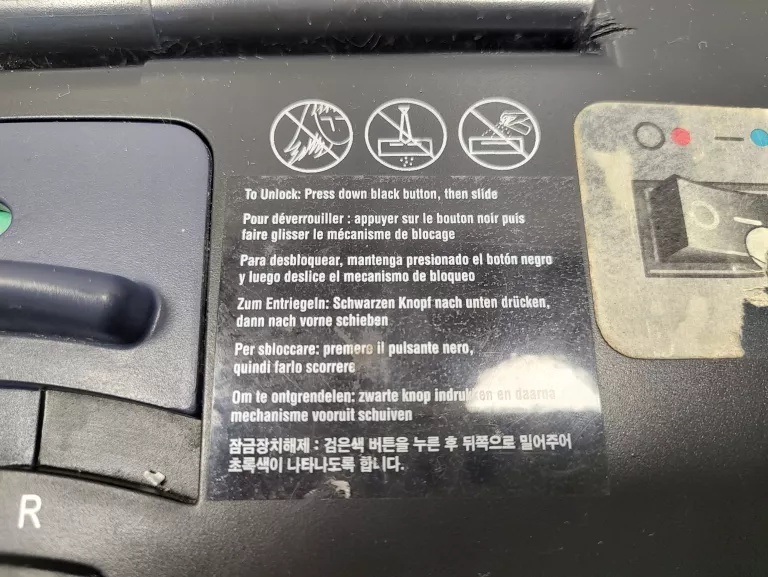 To Unlock: Press down black button, then slide
Pour déverrouiller : appuyer sur le bouton noir puis
faire glisser le mécanisme de blocage
Para desbloquear, mantenga presionado el botón negro
y luego deslice el mecanismo de bloqueo
Zum Entriegeln: Schwarzen Knopf nach unten drücken,
dann nach vorne schieben
Per sbloccare: premere il pulsante nero,
quindi farlo scorrere
Om te ontgrendelen: zwarte knop indrukken en daarna
mechanisme vooruit schuiven
잠금장치해제 : 검은색 버튼을 누른 후 뒤쪽으로 밀어주어
초록색이 나타나도록 합니다.
R